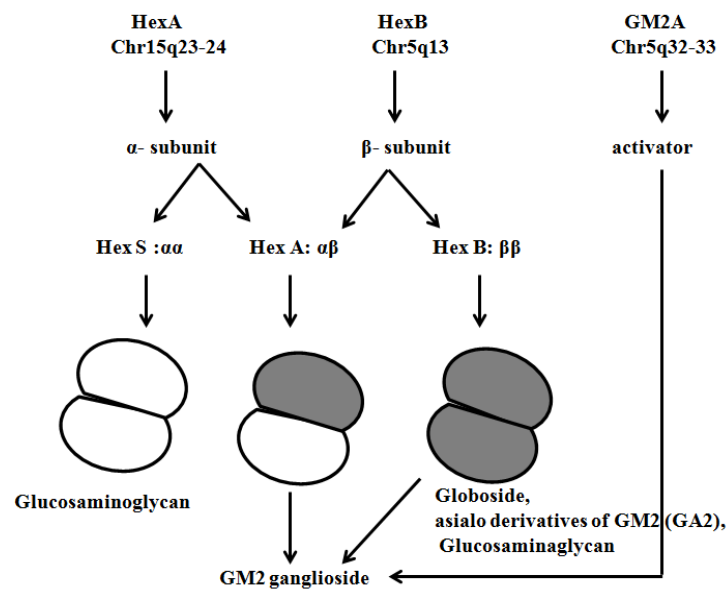 HexA
Chr15q23-24
HexB
Chr5q13
GM2A
Chr5q32-33
α- subunit
β- subunit
activator
Hex S :αα
Hex A: αβ
Hex B: ββ
Glucosaminoglycan
Globoside,
asialo derivatives of GM2 (GA2),
Glucosaminaglycan
GM2 ganglioside